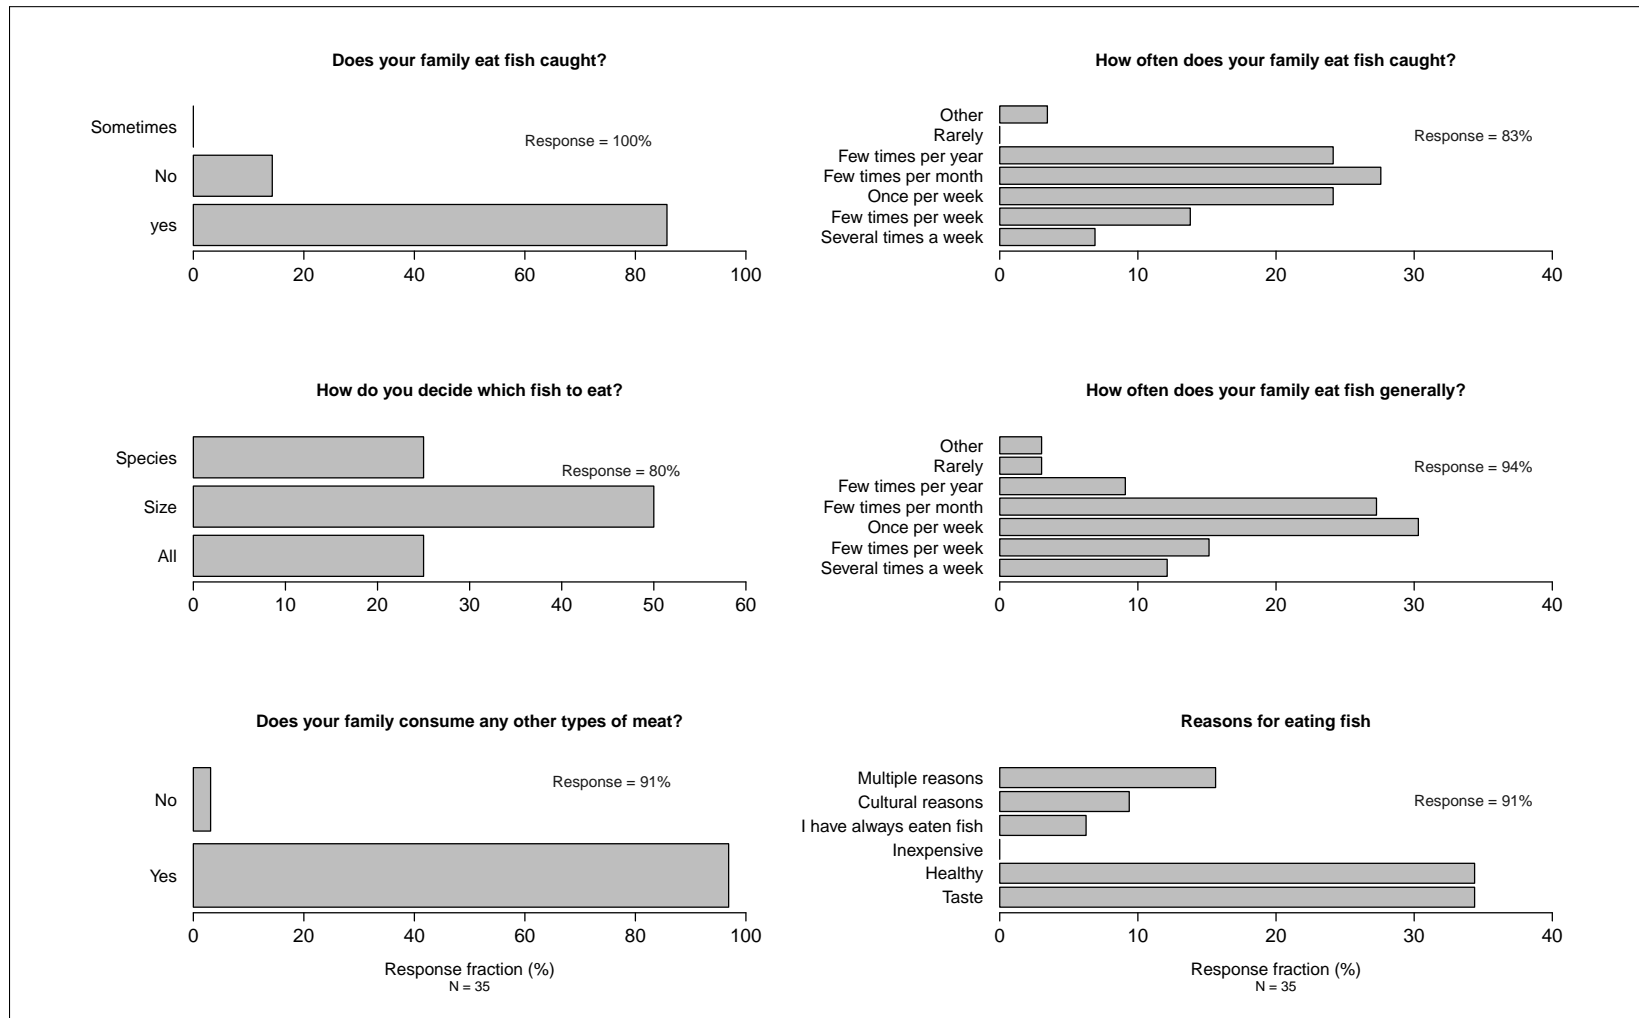 Does your family eat fish caught?
Sometimes
Response = 100%
No
yes
0 20 40 60 80 100
How often does your family eat fish caught?
Other
Rarely
Response = 83%
Few times per year
Few times per month
Once per week
Few times per week
Several times a week
0 10 20 30 40
How do you decide which fish to eat?
Species
Response = 80%
Size
All
0 10 20 30 40 50 60
How often does your family eat fish generally?
Other
Rarely
Response = 94%
Few times per year
Few times per month
Once per week
Few times per week
Several times a week
0 10 20 30 40
Does your family consume any other types of meat?
Response = 91%
No
Yes
0 20 40 60 80 100
Response fraction (%)
N = 35
Reasons for eating fish
Multiple reasons
Cultural reasons
Response = 91%
I have always eaten fish
Inexpensive
Healthy
Taste
0 10 20 30 40
Response fraction (%)
N = 35